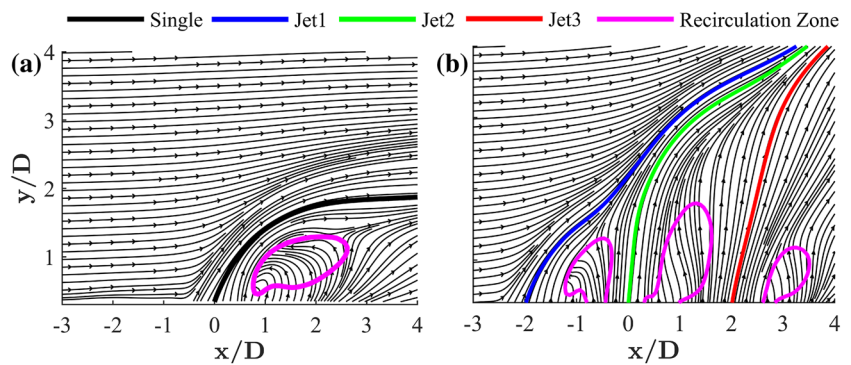 Single Jet1 Jet2 Jet3 Recirculation Zone
(a) (b)
4
3
2
1
y/D
-3 -2 -1 0 1 2 3 4
-3 -2 -1 0 1 2 3 4
x/D x/D